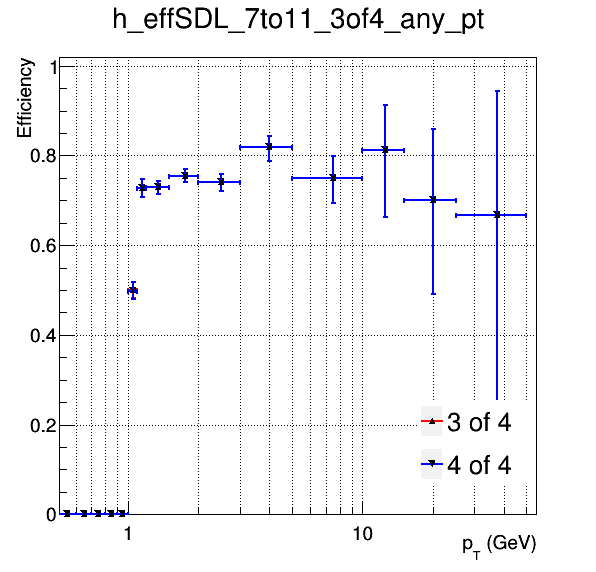 h_effSDL_7to11_3of4_any_pt
Efficiency
1
0.8
0.6
0.4
0.2
0
3 of 4
4 of 4
1
10
p_T (GeV)